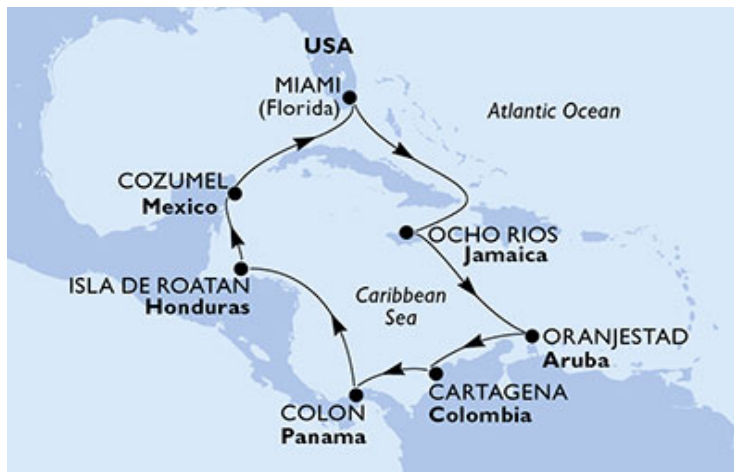 USA
MIAMI
(Florida)
Atlantic Ocean
COZUMEL
Mexico
OCHO RIOS
Jamaica
ISLA DE ROATAN
Honduras
Caribbean
Sea
ORANJESTAD
Aruba
CARTAGENA
Colombia
COLON
Panama